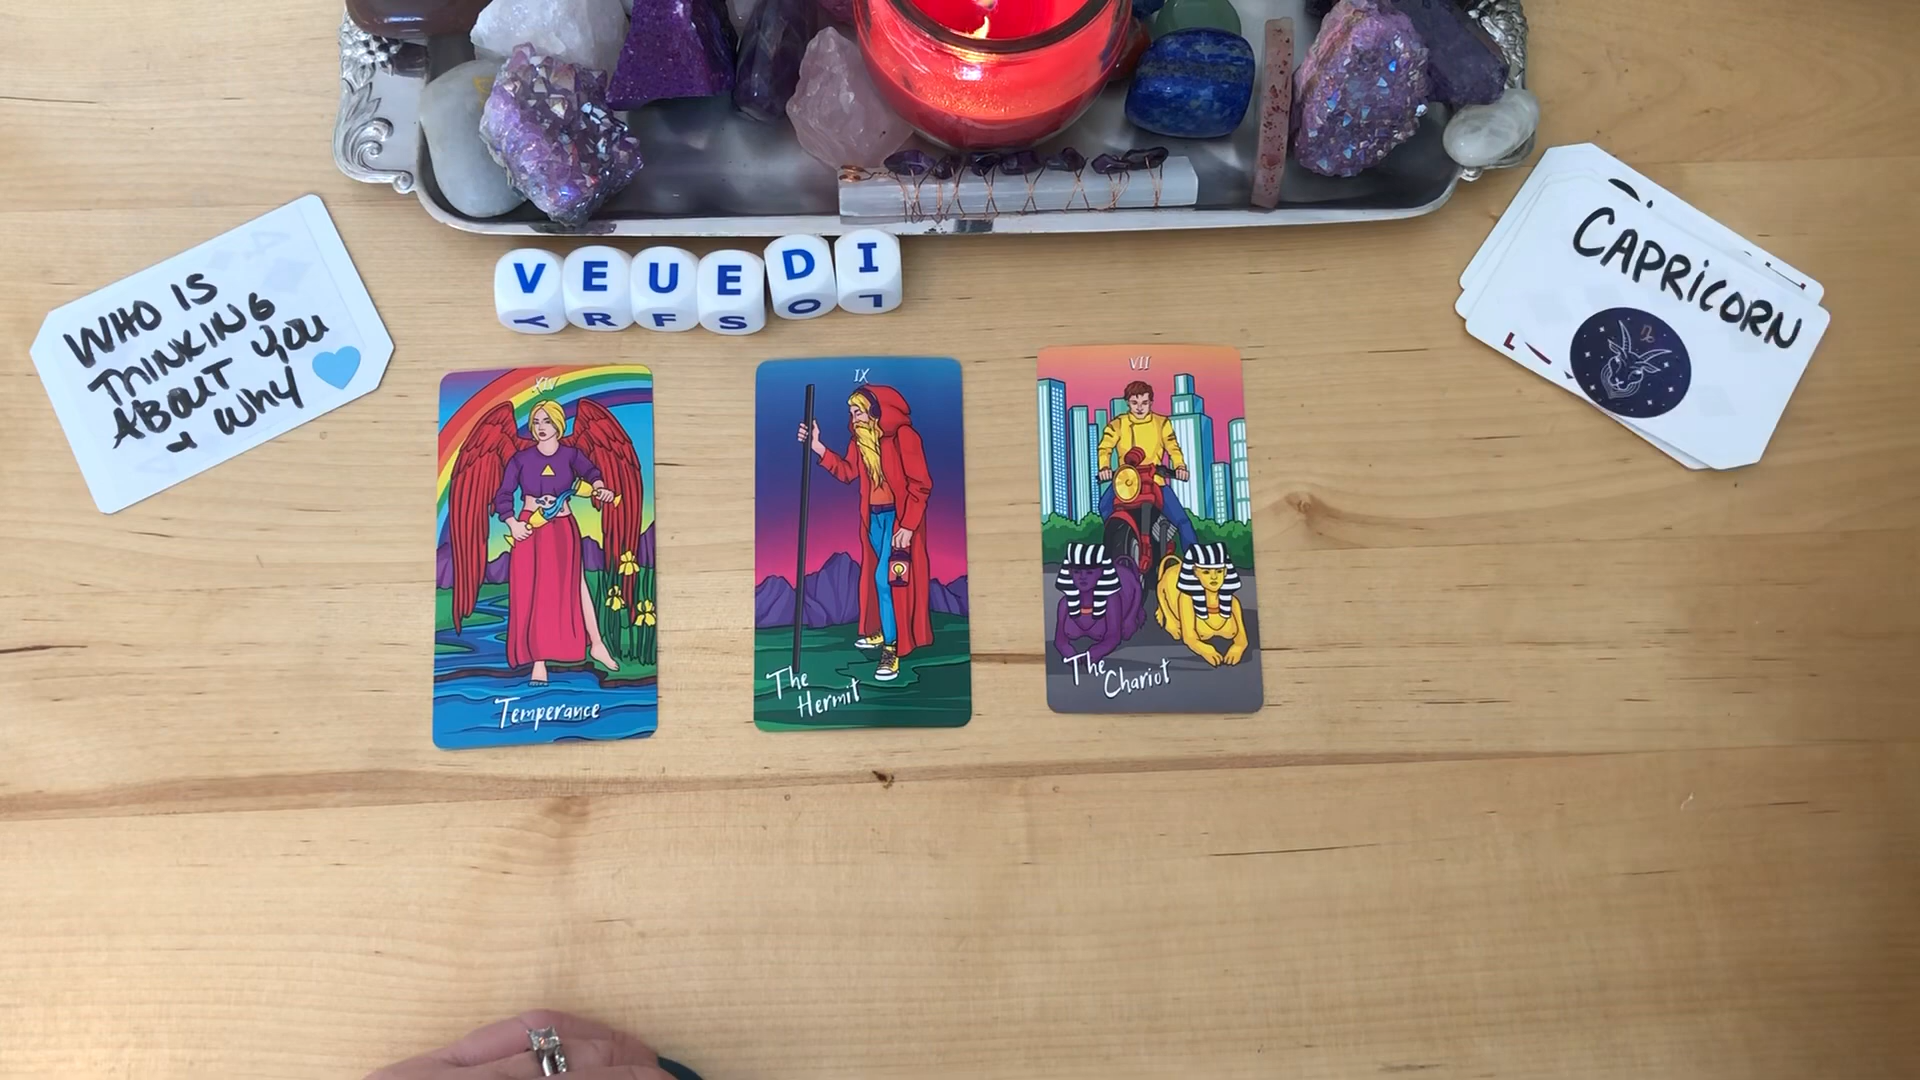 WHO IS
THINKING
ABOUT YOU
& WHY
V E U E D I
Y R F S O L
CAPRICORN
XIV
Temperance
IX
The
Hermit
VII
The
Chariot